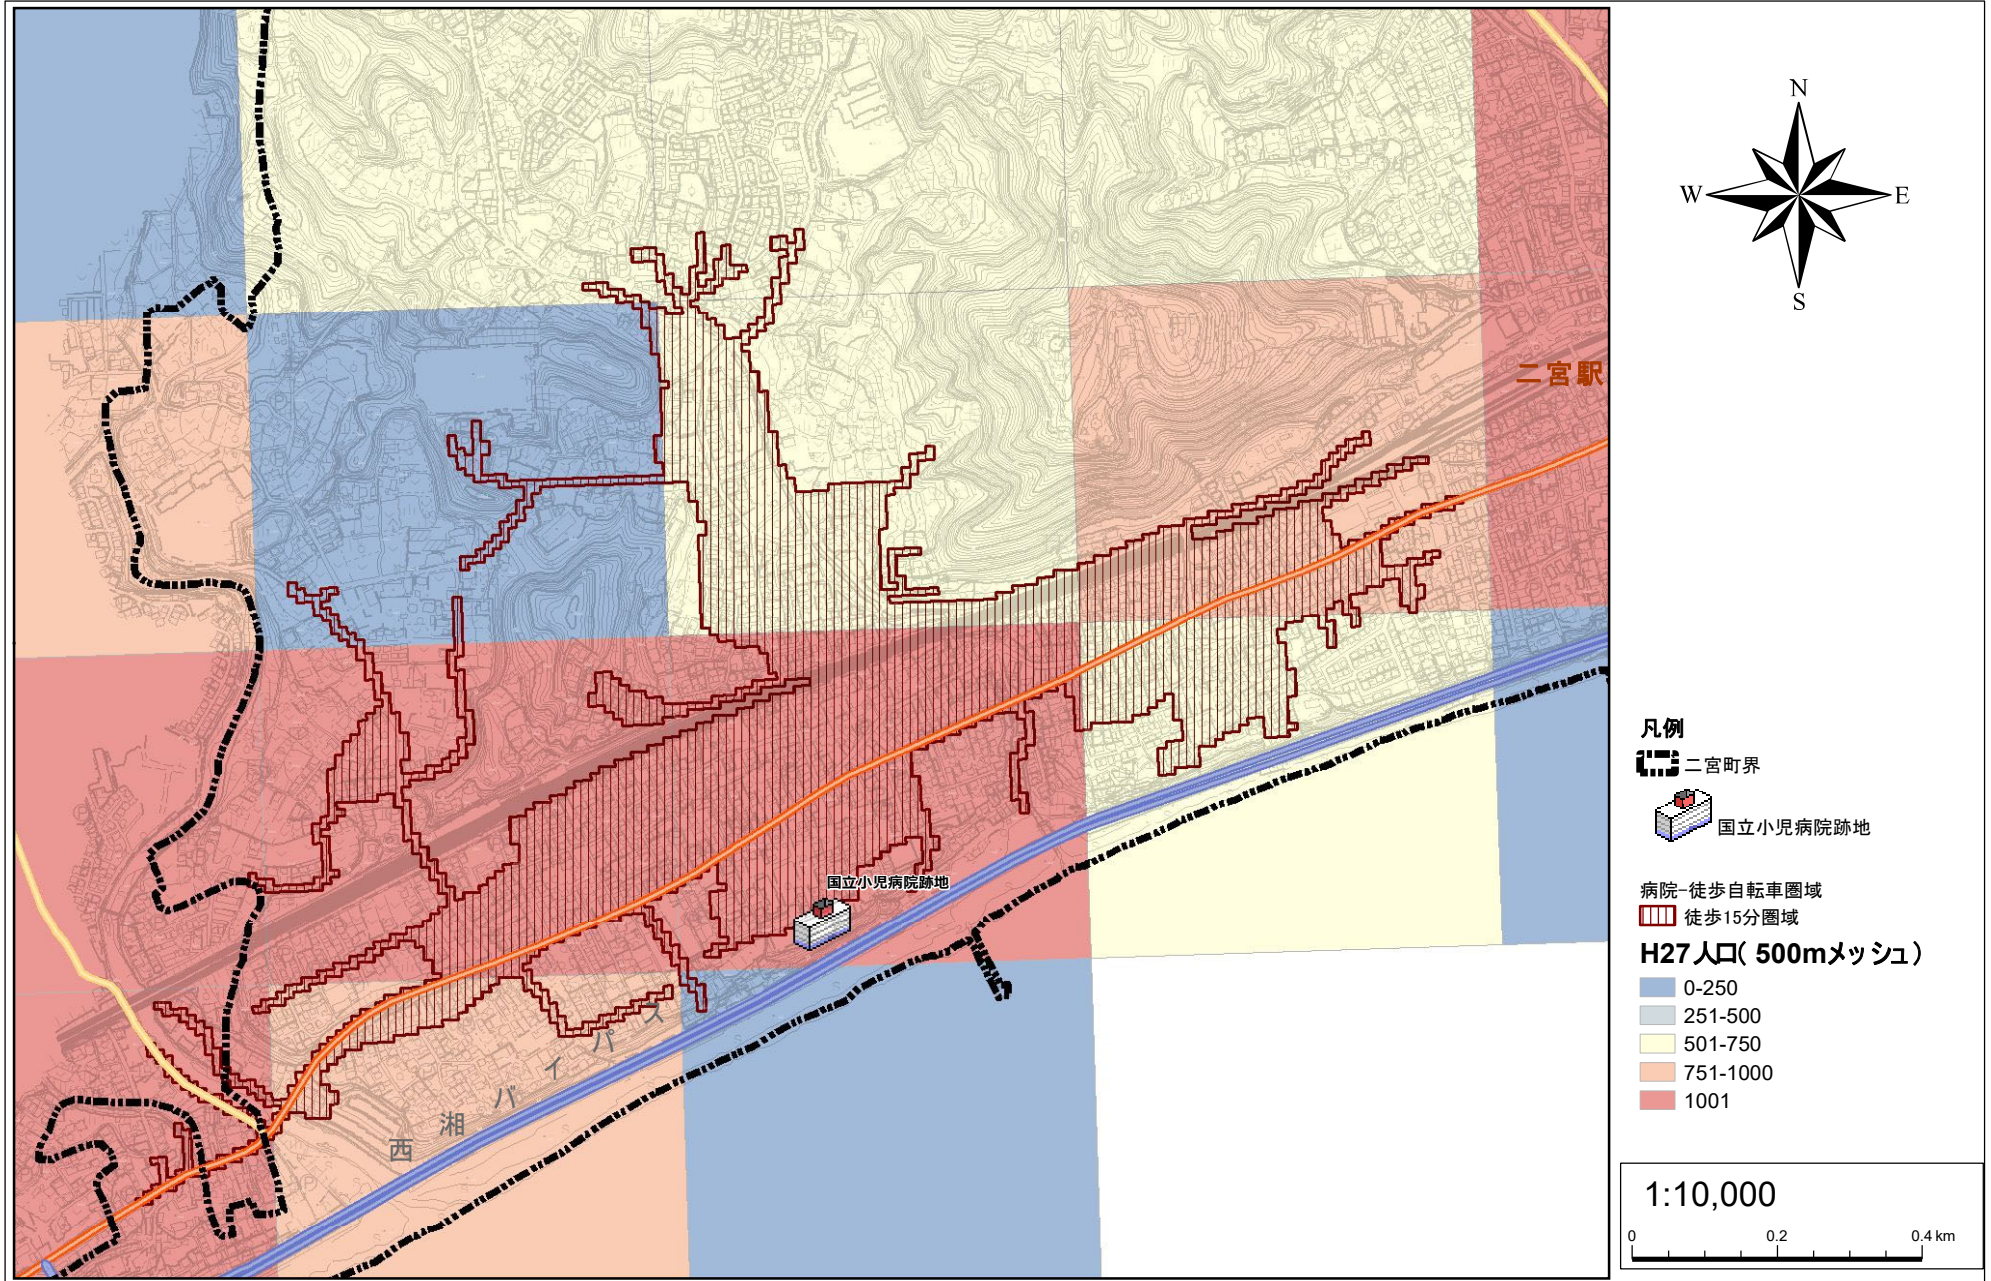 N
W
E
S
二宮駅
国立小児病院跡地
西湘バイパス
凡例
二宮町界
国立小児病院跡地
病院-徒歩自転車圏域
徒歩15分圏域
H27人口( 500mメッシュ)
0-250
251-500
501-750
751-1000
1001
1:10,000
0 0.2 0.4 km